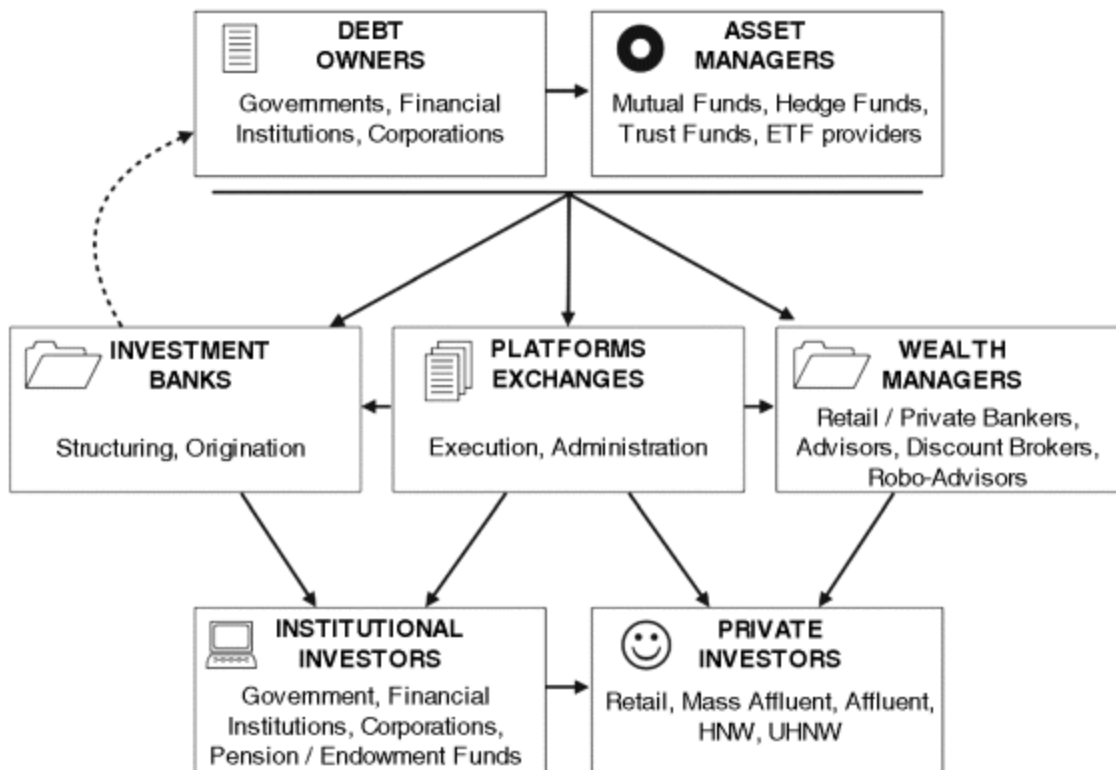 DEBT
OWNERS
Governments, Financial
Institutions, Corporations
ASSET
MANAGERS
Mutual Funds, Hedge Funds,
Trust Funds, ETF providers
INVESTMENT
BANKS
Structuring, Origination
PLATFORMS
EXCHANGES
Execution, Administration
WEALTH
MANAGERS
Retail / Private Bankers,
Advisors, Discount Brokers,
Robo-Advisors
INSTITUTIONAL
INVESTORS
Government, Financial
Institutions, Corporations,
Pension / Endowment Funds
PRIVATE
INVESTORS
Retail, Mass Affluent, Affluent,
HNW, UHNW